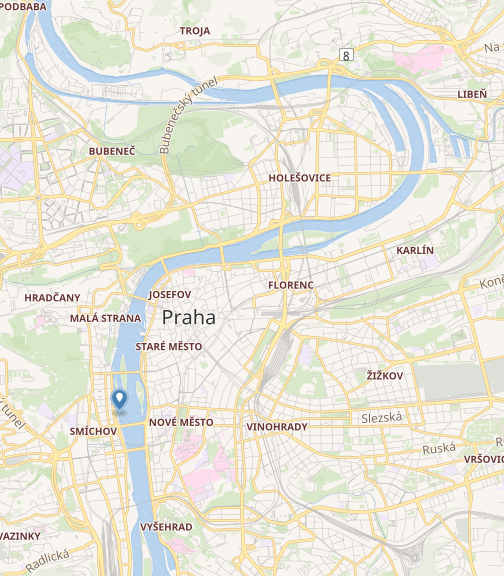 PODBABA
TROJA
Na
8
LIBEŇ
Bubenečský tunel
BUBENEČ
HOLEŠOVICE
KARLÍN
FLORENC
HRADČANY
JOSEFOV
MALÁ STRANA
Praha
STARÉ MĚSTO
ŽIŽKOV
tunel
SMÍCHOV
NOVÉ MĚSTO
VINOHRADY
Slezská
Ruská
VRŠOVIC
VYŠEHRAD
VAZINKY
Radlická